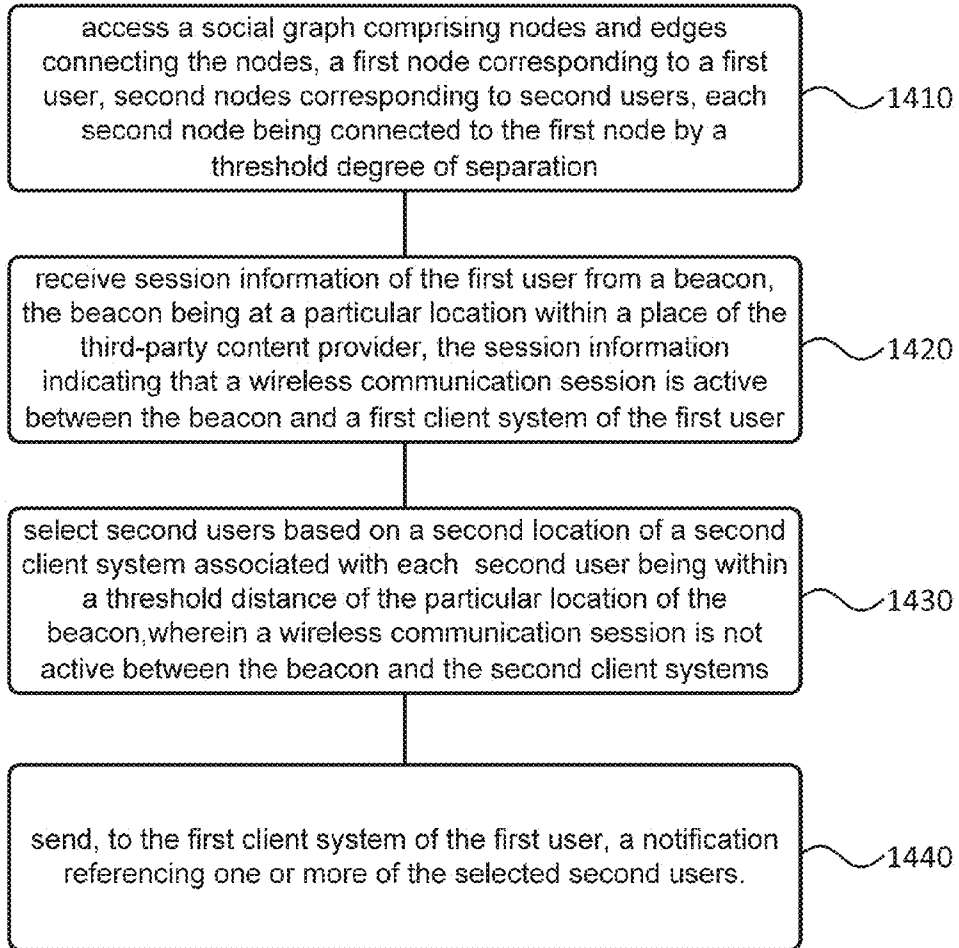 access a social graph comprising nodes and edges
connecting the nodes, a first node corresponding to a first
user, second nodes corresponding to second users, each
second node being connected to the first node by a
threshold degree of separation
1410
receive session information of the first user from a beacon,
the beacon being at a particular location within a place of the
third-party content provider, the session information
indicating that a wireless communication session is active
between the beacon and a first client system of the first user
1420
select second users based on a second location of a second
client system associated with each second user being within
a threshold distance of the particular location of the
beacon,wherein a wireless communication session is not
active between the beacon and the second client systems
1430
send, to the first client system of the first user, a notification
referencing one or more of the selected second users.
1440